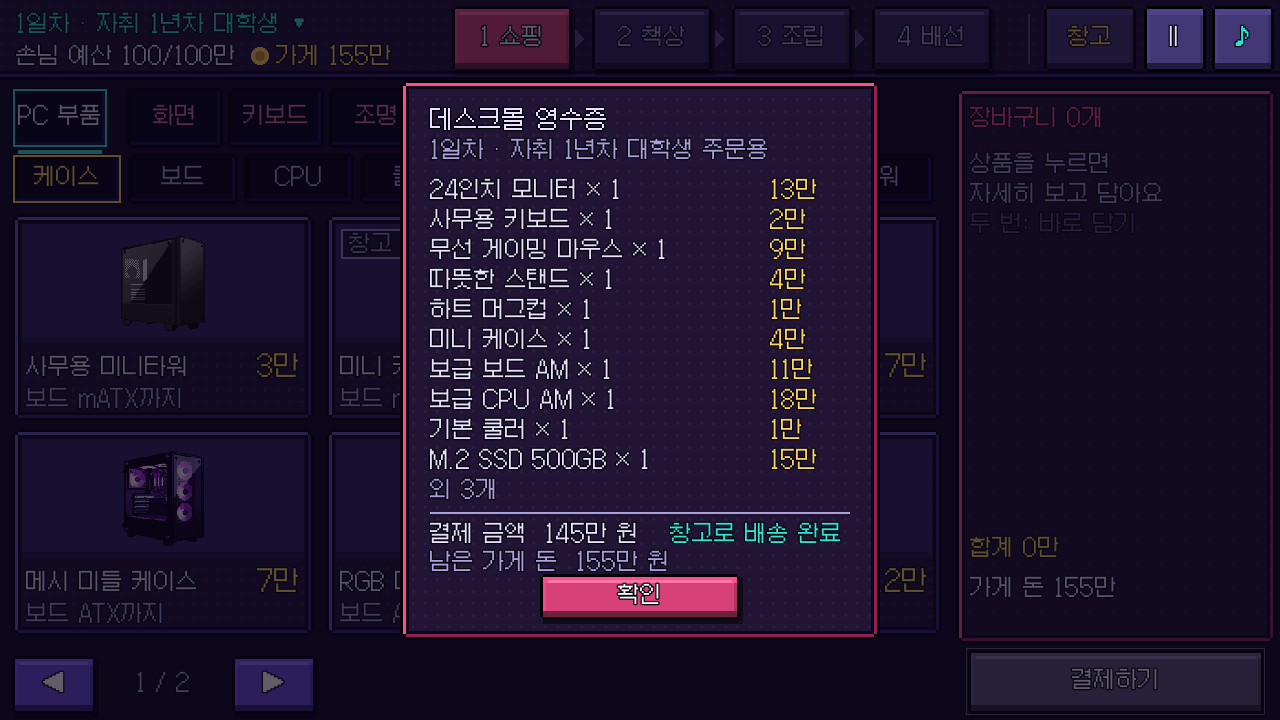 1일차 · 자취 1년차 대학생 ▼
손님 예산 100/100만 가게 155만
1 쇼핑
2 책상
3 조립
4 배선
창고
PC 부품
화면
키보드
조명
케이스
보드
CPU
워
데스크몰 영수증
1일차 · 자취 1년차 대학생 주문용
24인치 모니터 × 1 13만
사무용 키보드 × 1 2만
무선 게이밍 마우스 × 1 9만
따뜻한 스탠드 × 1 4만
하트 머그컵 × 1 1만
미니 케이스 × 1 4만
보급 보드 AM × 1 11만
보급 CPU AM × 1 18만
기본 쿨러 × 1 1만
M.2 SSD 500GB × 1 15만
외 3개
결제 금액 145만 원 창고로 배송 완료
남은 가게 돈 155만 원
확인
사무용 미니타워 3만
보드 mATX까지
창고
미니
보드
7만
메시 미들 케이스 7만
보드 ATX까지
RGB
보드
2만
장바구니 0개
상품을 누르면
자세히 보고 담아요
두 번: 바로 담기
합계 0만
가게 돈 155만
1 / 2
결제하기